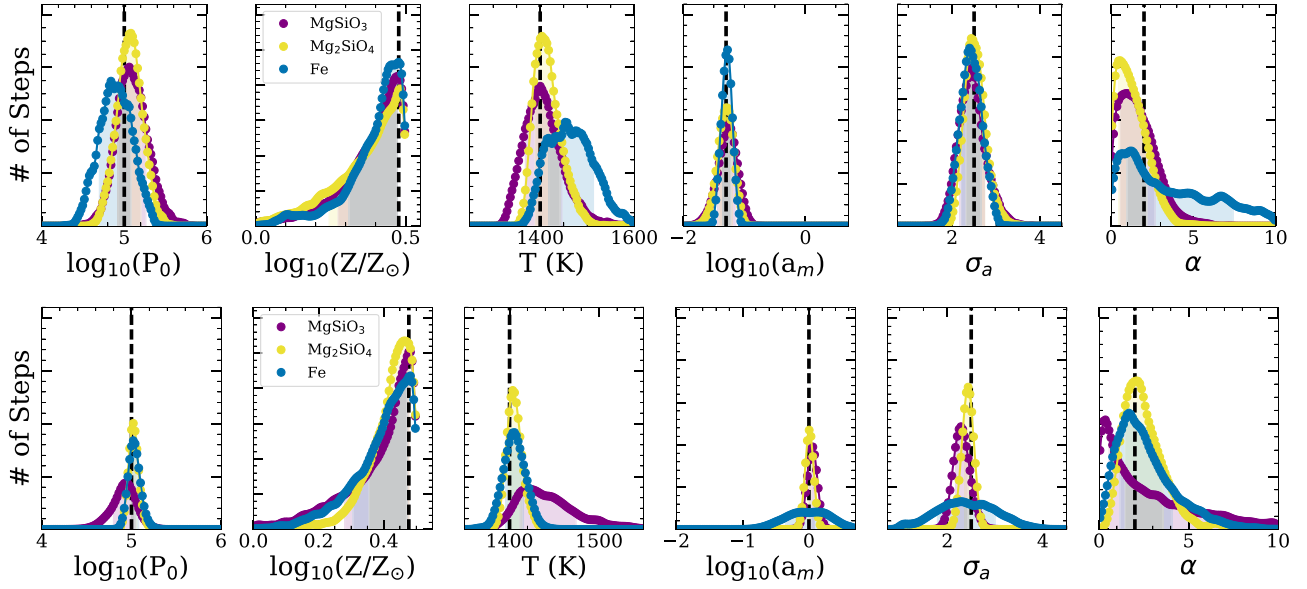 # of Steps
MgSiO₃
Mg₂SiO₄
Fe
4 5 6
0.0 0.5
1400 1600
−2 0
2 4
0 5 10
log₁₀(P₀) log₁₀(Z/Z☉) T (K) log₁₀(aₘ) σₐ α
# of Steps
MgSiO₃
Mg₂SiO₄
Fe
4 5 6
0.0 0.2 0.4
1400 1500
−2 −1 0
2 4
0 5 10
log₁₀(P₀) log₁₀(Z/Z☉) T (K) log₁₀(aₘ) σₐ α